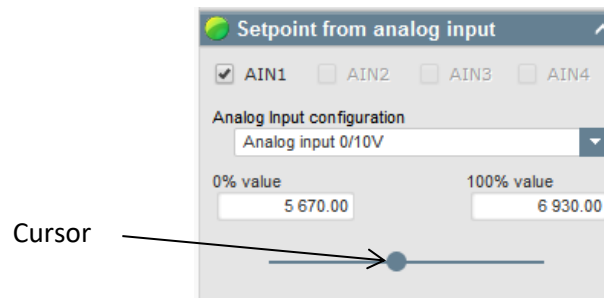 Setpoint from analog input
AIN1 AIN2 AIN3 AIN4
Analog Input configuration
Analog input 0/10V
0% value 100% value
5 670.00 6 930.00
Cursor